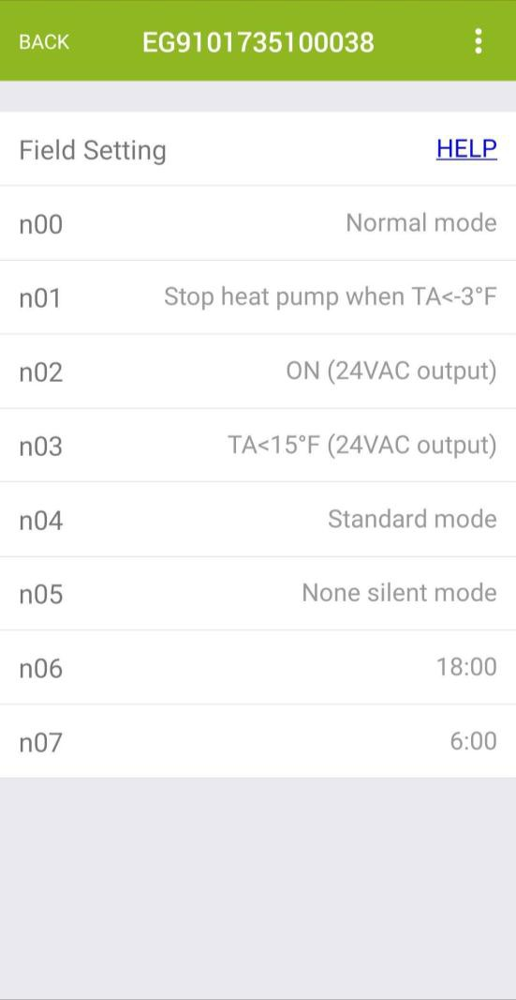 BACK EG9101735100038
Field Setting HELP
n00 Normal mode
n01 Stop heat pump when TA<-3°F
n02 ON (24VAC output)
n03 TA<15°F (24VAC output)
n04 Standard mode
n05 None silent mode
n06 18:00
n07 6:00